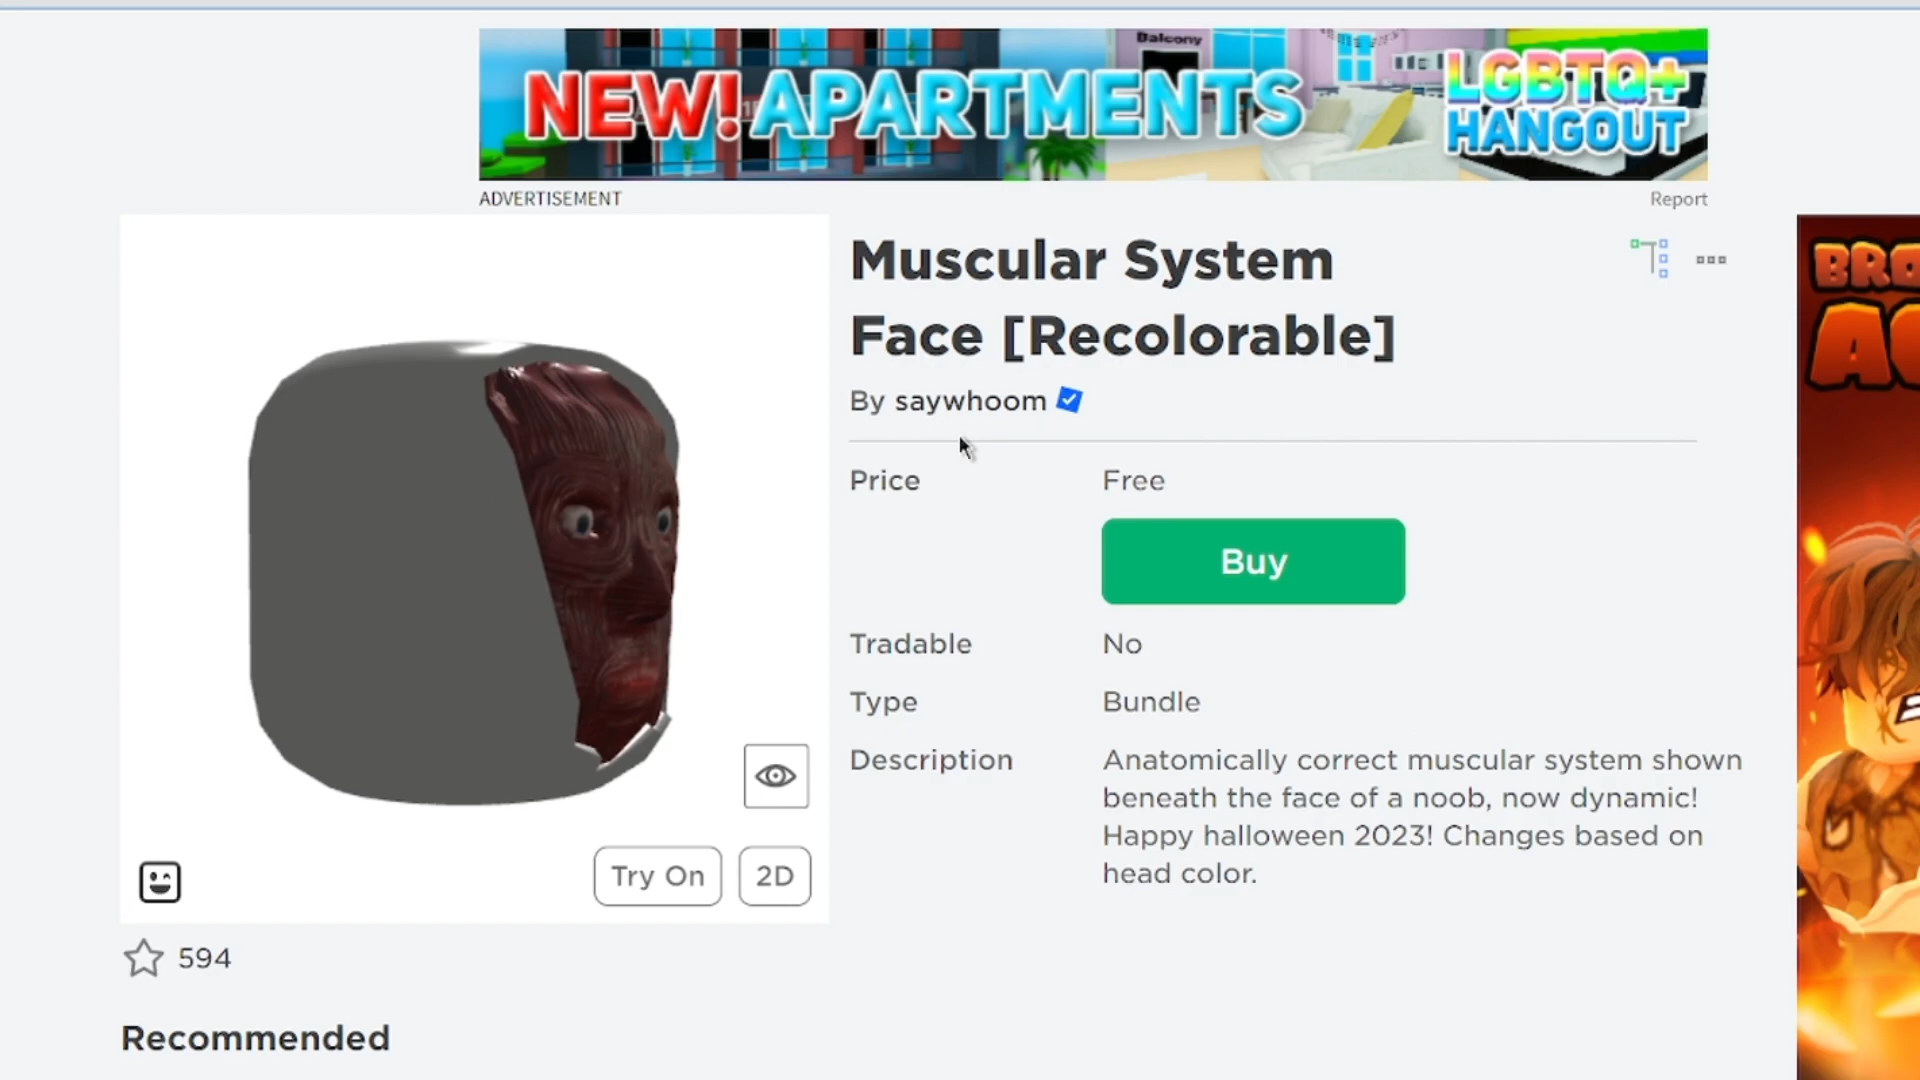 Balcony
NEW! APARTMENTS
LGBTQ+
HANGOUT
ADVERTISEMENT
Report
Muscular System
Face [Recolorable]
By saywhoom
Price
Free
Buy
Tradable
No
Type
Bundle
Description
Anatomically correct muscular system shown
beneath the face of a noob, now dynamic!
Happy halloween 2023! Changes based on
head color.
Try On
2D
594
Recommended